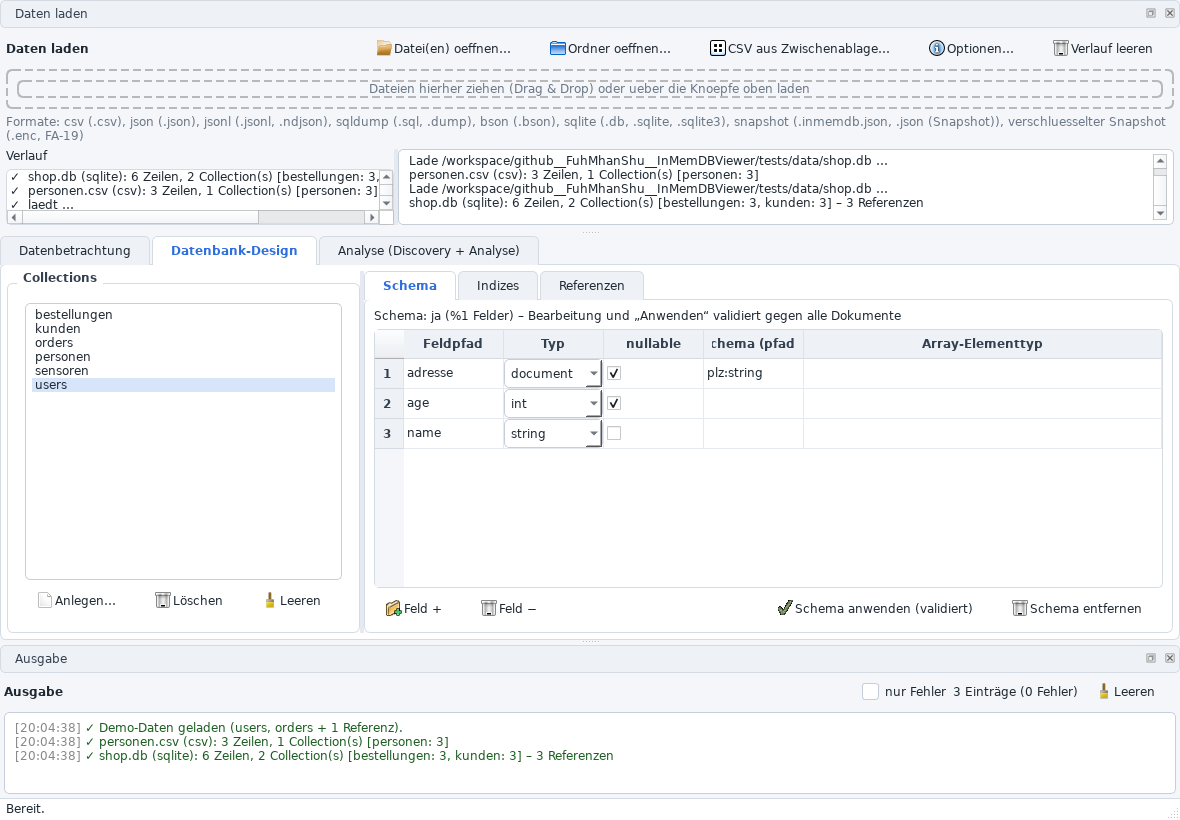 Daten laden
Daten laden
Datei(en) oeffnen...
Ordner oeffnen...
CSV aus Zwischenablage...
Optionen...
Verlauf leeren
Dateien hierher ziehen (Drag & Drop) oder ueber die Knoepfe oben laden
Formate: csv (.csv), json (.json), jsonl (.jsonl, .ndjson), sqldump (.sql, .dump), bson (.bson), sqlite (.db, .sqlite, .sqlite3), snapshot (.inmemdb.json, .json (Snapshot)), verschluesselter Snapshot
(.enc, FA-19)
Verlauf
✓ shop.db (sqlite): 6 Zeilen, 2 Collection(s) [bestellungen: 3,
✓ personen.csv (csv): 3 Zeilen, 1 Collection(s) [personen: 3]
✓ laedt ...
Lade /workspace/github__FuhMhanShu__InMemDBViewer/tests/data/shop.db ...
personen.csv (csv): 3 Zeilen, 1 Collection(s) [personen: 3]
Lade /workspace/github__FuhMhanShu__InMemDBViewer/tests/data/shop.db ...
shop.db (sqlite): 6 Zeilen, 2 Collection(s) [bestellungen: 3, kunden: 3] – 3 Referenzen
Datenbetrachtung
Datenbank-Design
Analyse (Discovery + Analyse)
Collections
bestellungen
kunden
orders
personen
sensoren
users
Anlegen...
Löschen
Leeren
Schema
Indizes
Referenzen
Schema: ja (%1 Felder) – Bearbeitung und „Anwenden“ validiert gegen alle Dokumente
Feldpfad Typ nullable chema (pfad Array-Elementtyp
1 adresse document plz:string
2 age int
3 name string
Feld +
Feld −
Schema anwenden (validiert)
Schema entfernen
Ausgabe
Ausgabe
nur Fehler
3 Einträge (0 Fehler)
Leeren
[20:04:38] ✓ Demo-Daten geladen (users, orders + 1 Referenz).
[20:04:38] ✓ personen.csv (csv): 3 Zeilen, 1 Collection(s) [personen: 3]
[20:04:38] ✓ shop.db (sqlite): 6 Zeilen, 2 Collection(s) [bestellungen: 3, kunden: 3] – 3 Referenzen
Bereit.